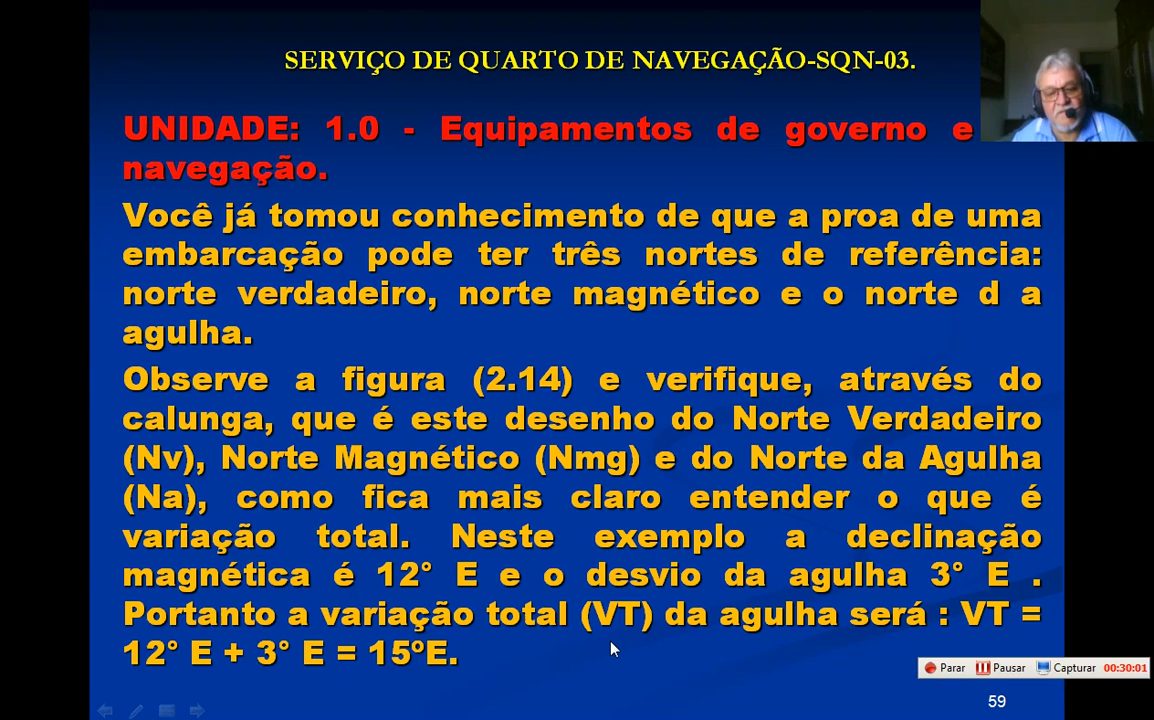 SERVIÇO DE QUARTO DE NAVEGAÇÃO-SQN-03.
UNIDADE: 1.0 - Equipamentos de governo e
navegação.
Você já tomou conhecimento de que a proa de uma
embarcação pode ter três nortes de referência:
norte verdadeiro, norte magnético e o norte d a
agulha.
Observe a figura (2.14) e verifique, através do
calunga, que é este desenho do Norte Verdadeiro
(Nv), Norte Magnético (Nmg) e do Norte da Agulha
(Na), como fica mais claro entender o que é
variação total. Neste exemplo a declinação
magnética é 12° E e o desvio da agulha 3° E .
Portanto a variação total (VT) da agulha será : VT =
12° E + 3° E = 15ºE.
Parar Pausar Capturar 00:30:01
59